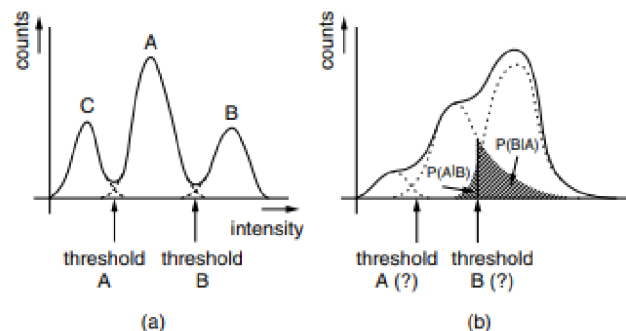 counts
A
C
B
intensity
threshold
A
threshold
B
(a)
counts
P(A|B)
P(B|A)
threshold
A (?)
threshold
B (?)
(b)